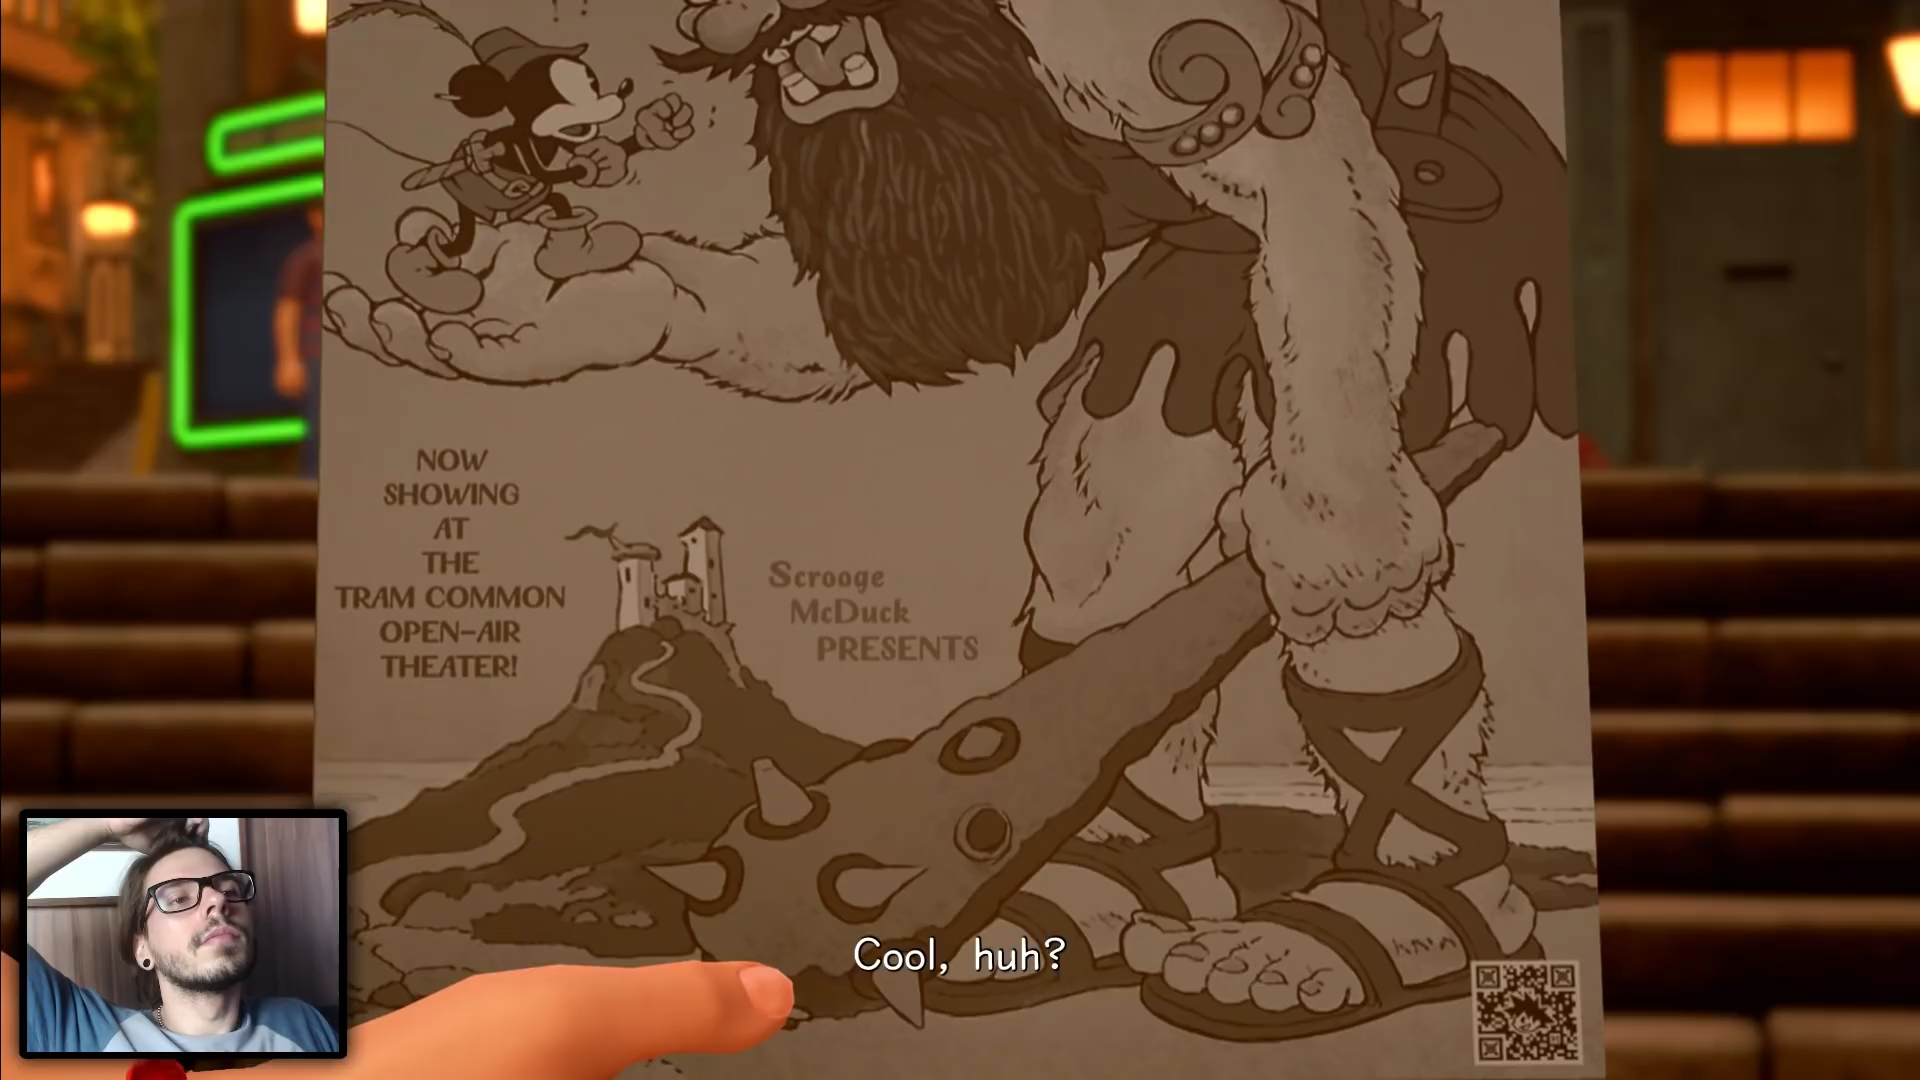 NOW
SHOWING
AT
THE
TRAM COMMON
OPEN-AIR
THEATER!
Scrooge
McDuck
PRESENTS
Cool, huh?